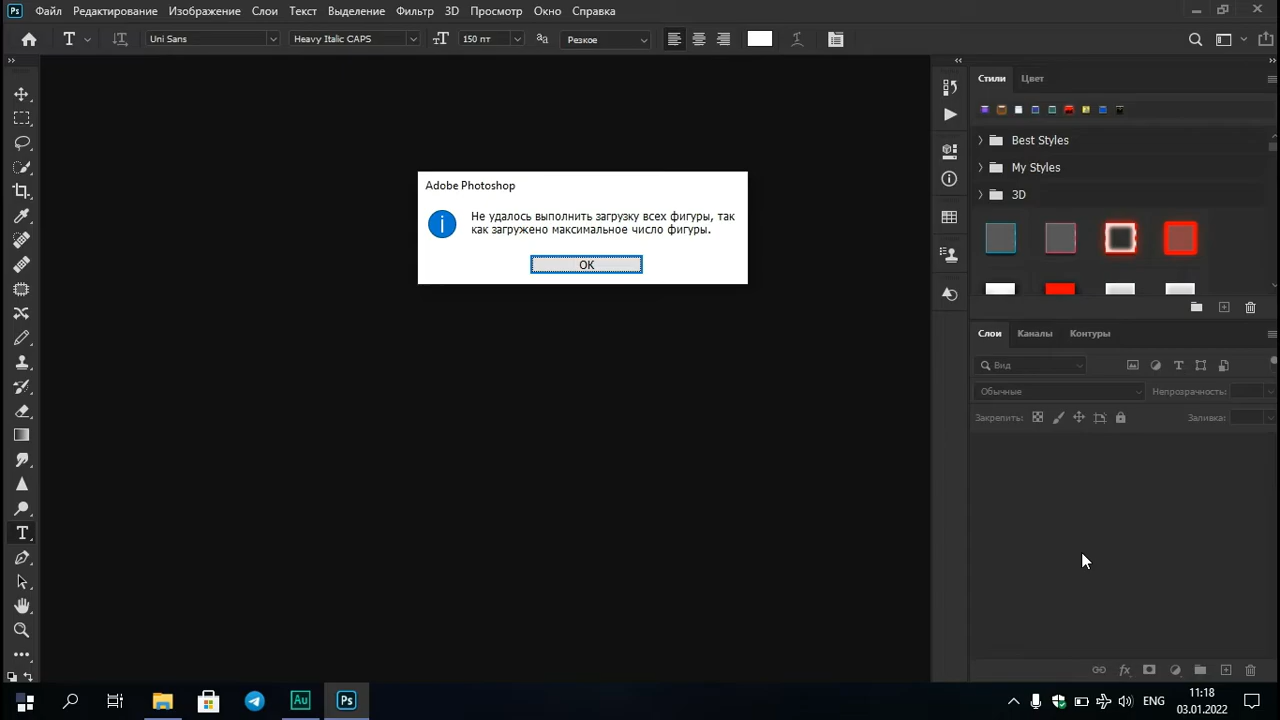 Ps Файл Редактирование Изображение Слои Текст Выделение Фильтр 3D Просмотр Окно Справка
T Uni Sans Heavy Italic CAPS 150 пт Резкое
Стили Цвет
Best Styles
My Styles
3D
Adobe Photoshop
Не удалось выполнить загрузку всех фигуры, так
как загружено максимальное число фигуры.
OK
Слои Каналы Контуры
Вид
Обычные Непрозрачность:
Закрепить: Заливка:
Au Ps ENG 11:18
03.01.2022